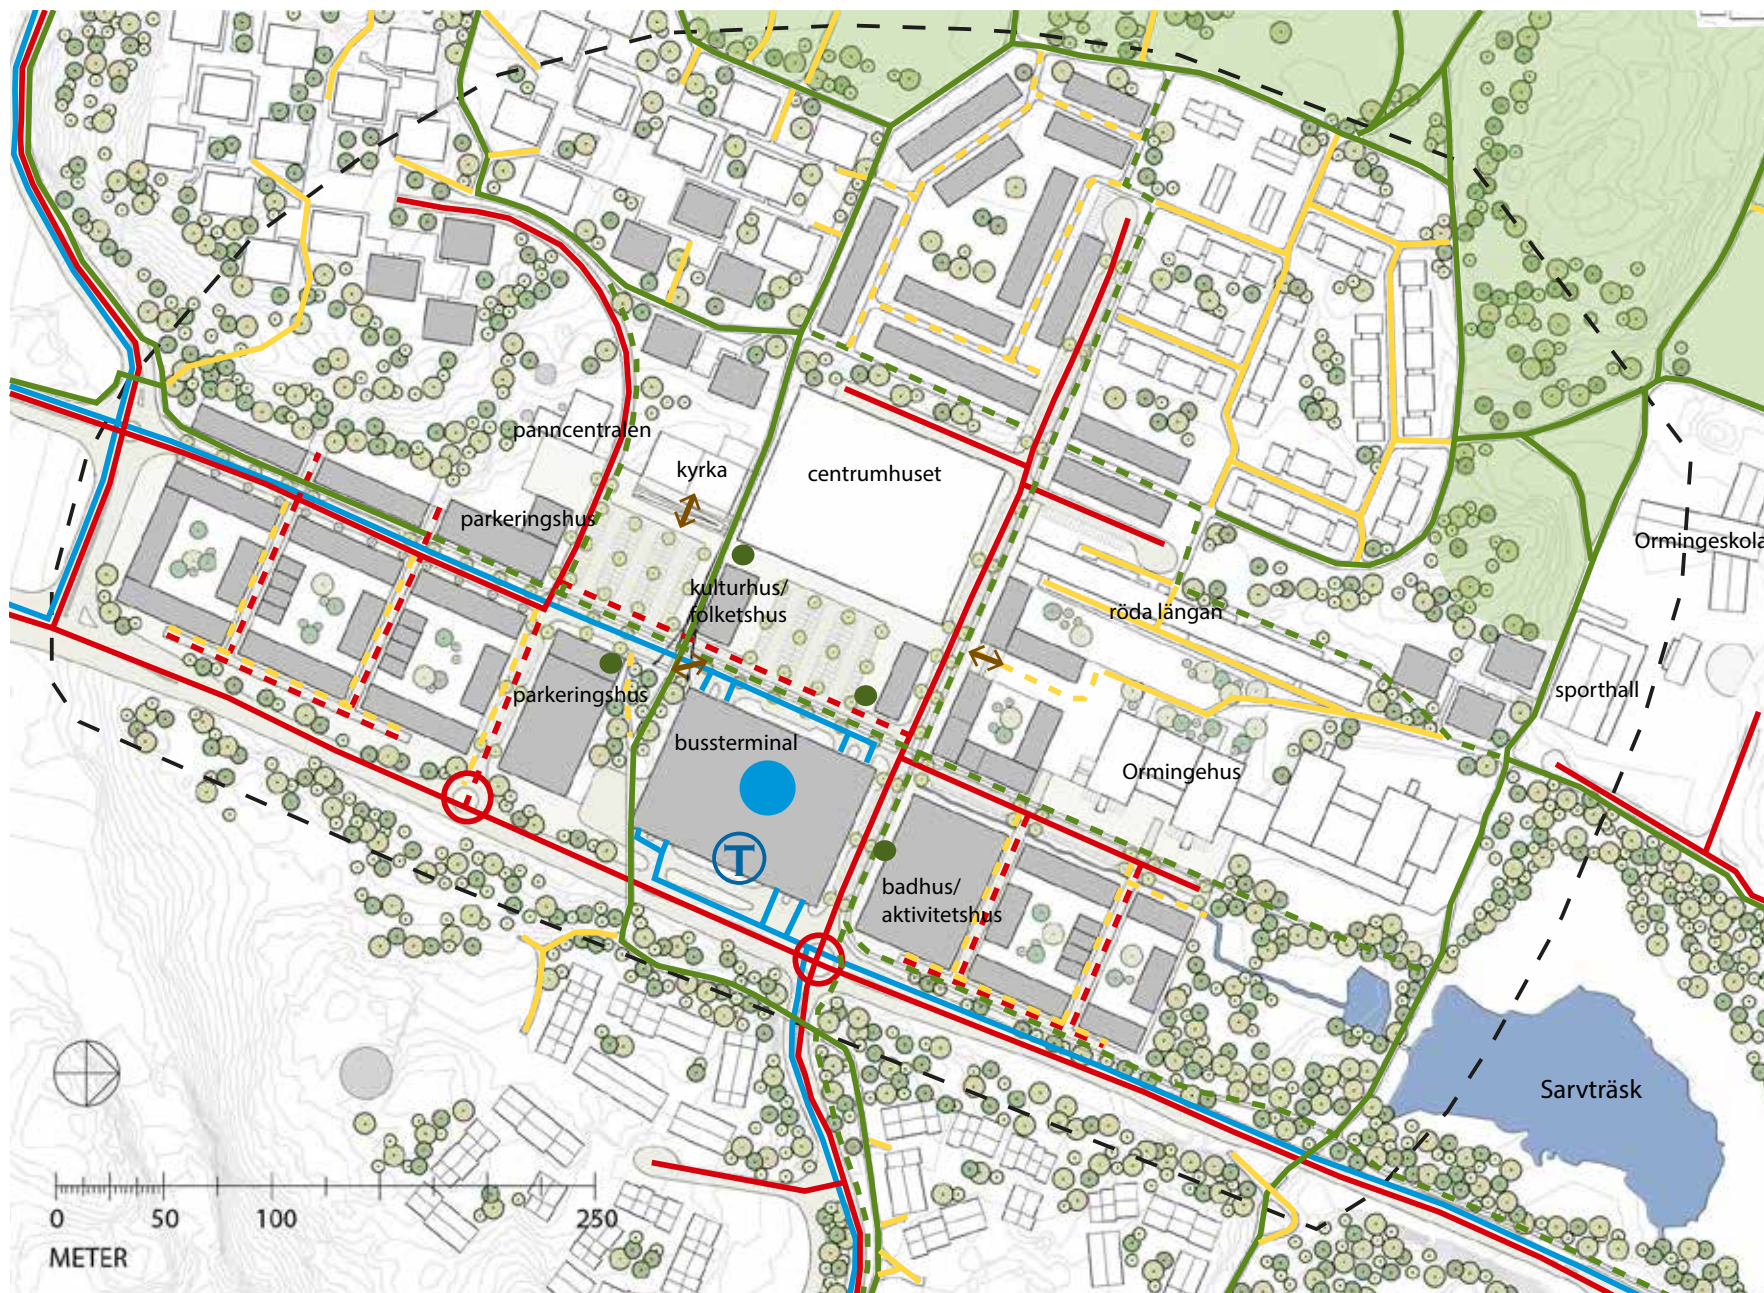 panncentralen
kyrka
centrumhuset
parkeringshus
Ormingeskola
kulturhus/
folketshus
röda längan
parkeringshus
sporthall
bussterminal
Ormingehus
T
badhus/
aktivitetshus
Sarvträsk
0 50 100 250
METER